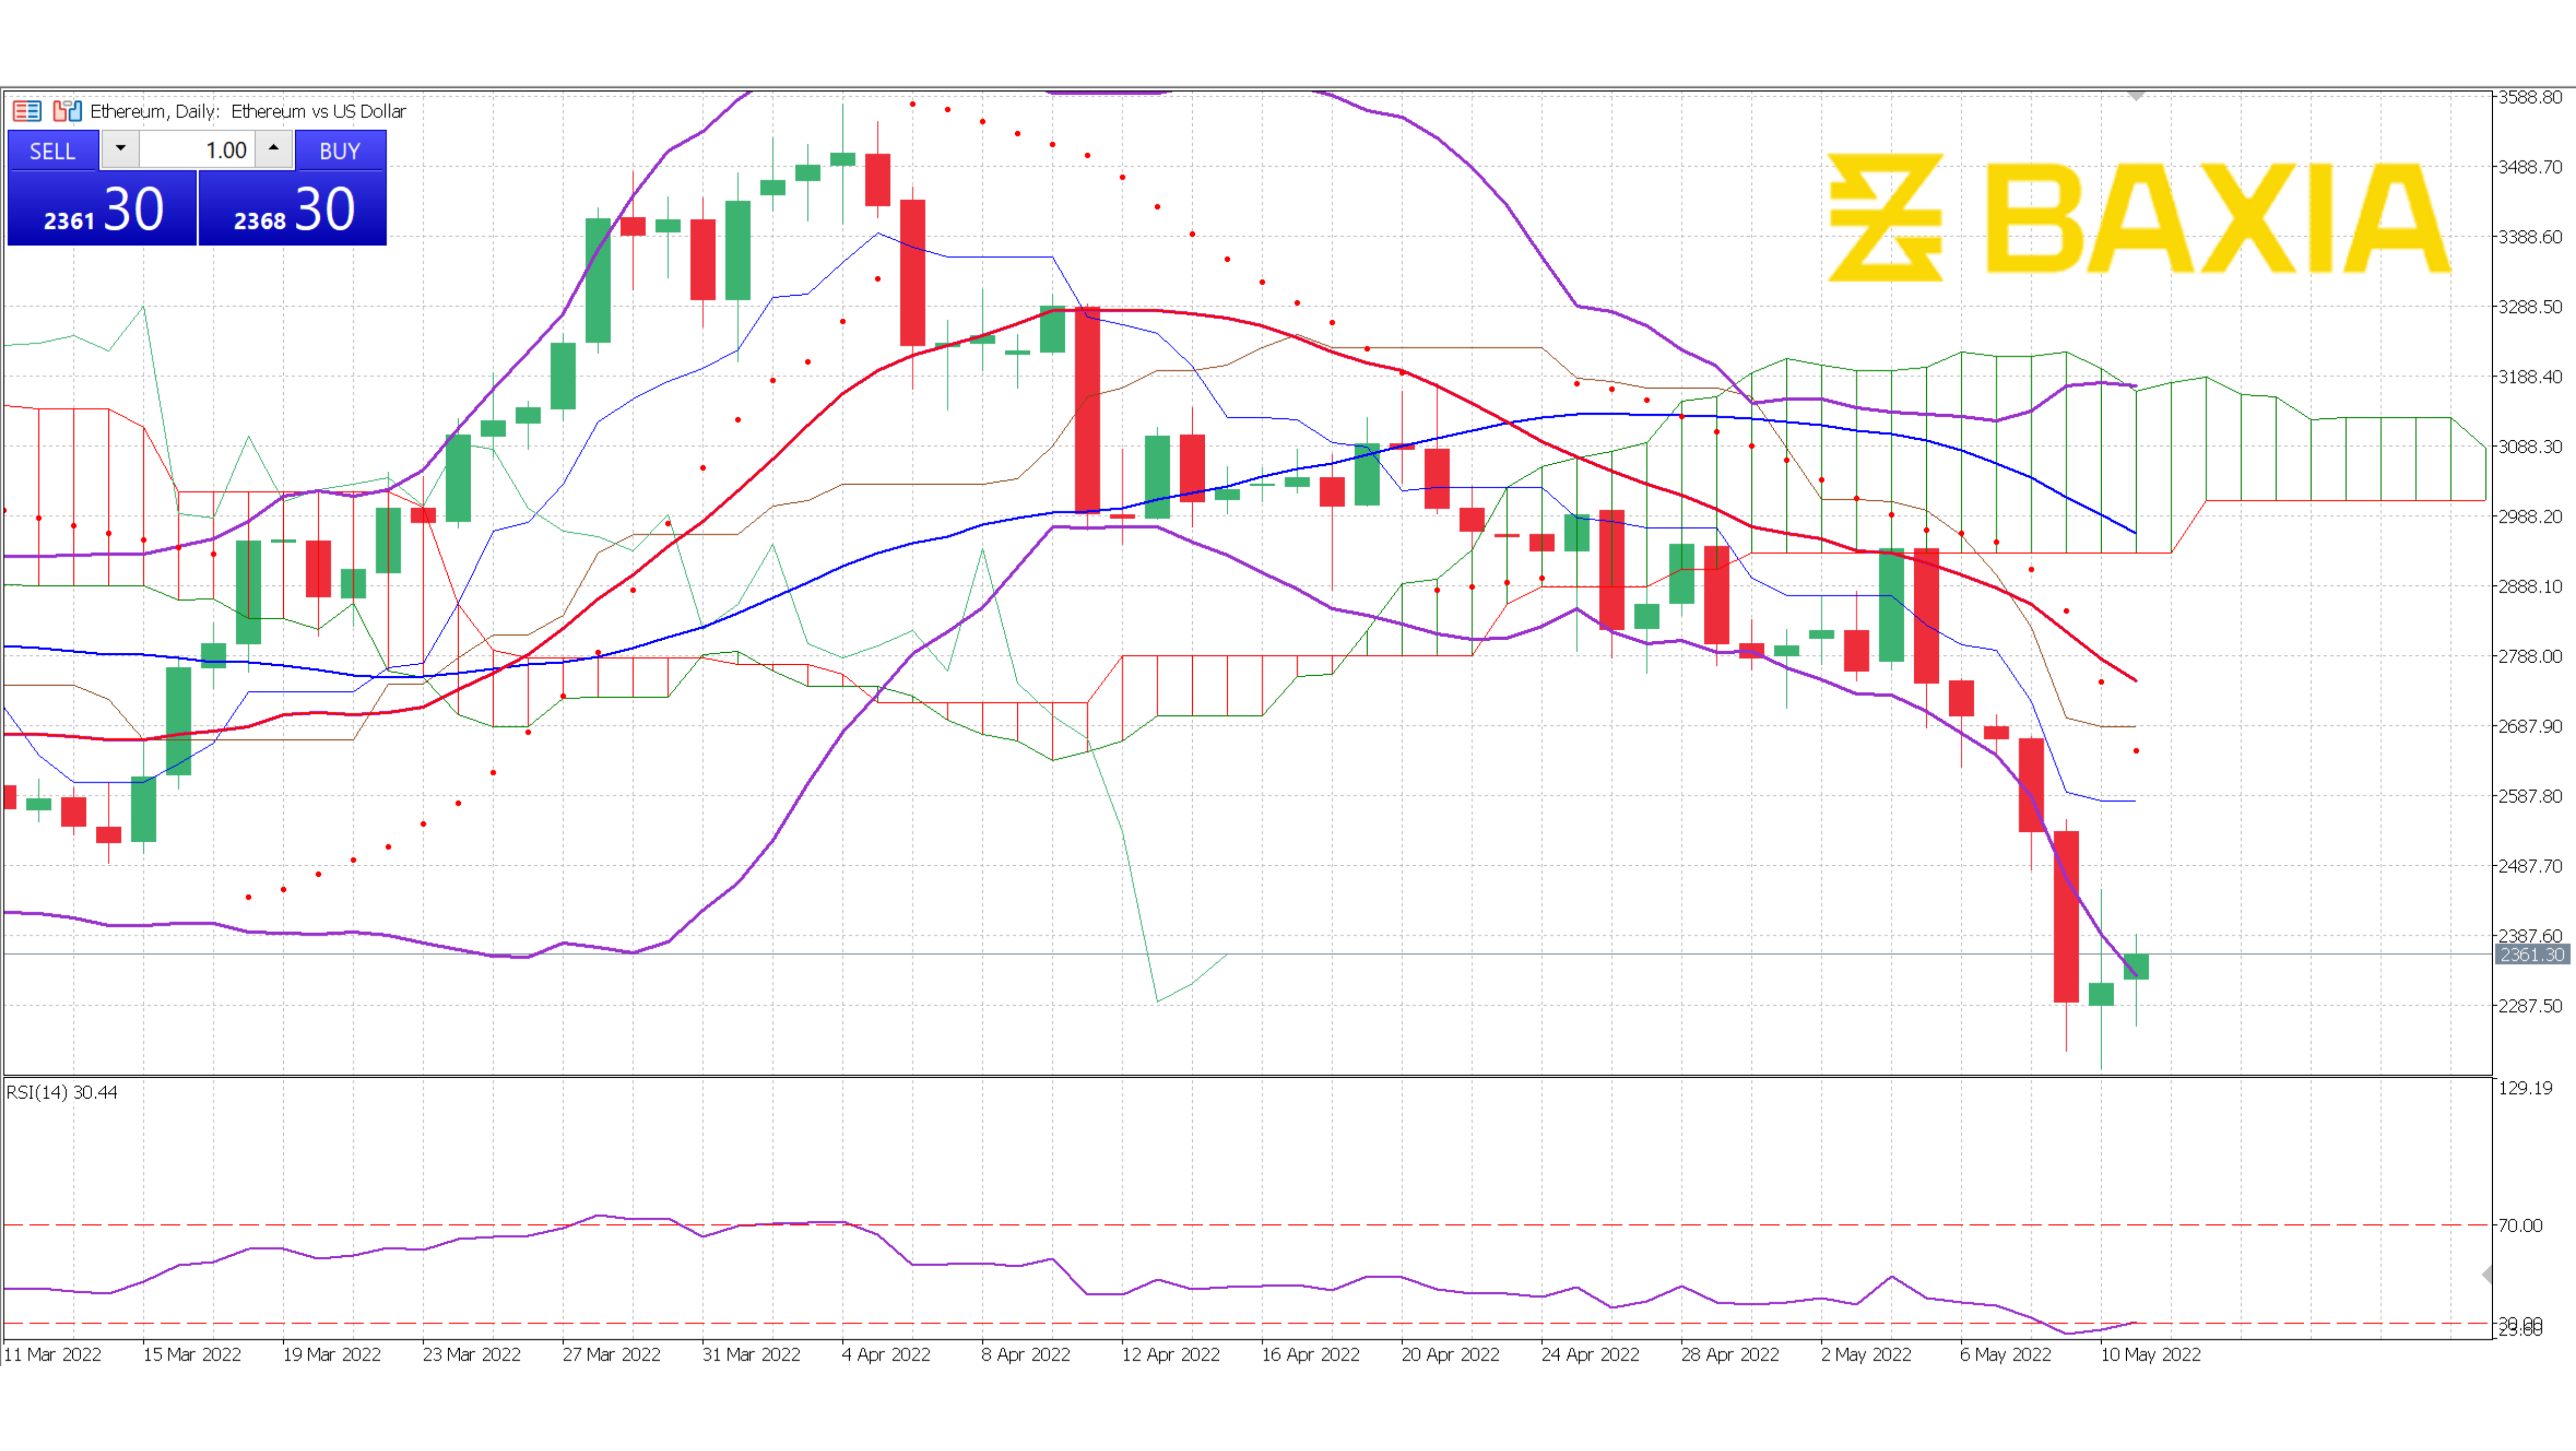 Ethereum, Daily: Ethereum vs US Dollar
SELL 1.00 BUY
2361 30 2368 30
BAXIA
3588.80
3488.70
3388.60
3288.50
3188.40
3088.30
2988.20
2888.10
2788.00
2687.90
2587.80
2487.70
2387.60
2361.30
2287.50
RSI(14) 30.44
129.19
70.00
11 Mar 2022 15 Mar 2022 19 Mar 2022 23 Mar 2022 27 Mar 2022 31 Mar 2022 4 Apr 2022 8 Apr 2022 12 Apr 2022 16 Apr 2022 20 Apr 2022 24 Apr 2022 28 Apr 2022 2 May 2022 6 May 2022 10 May 2022